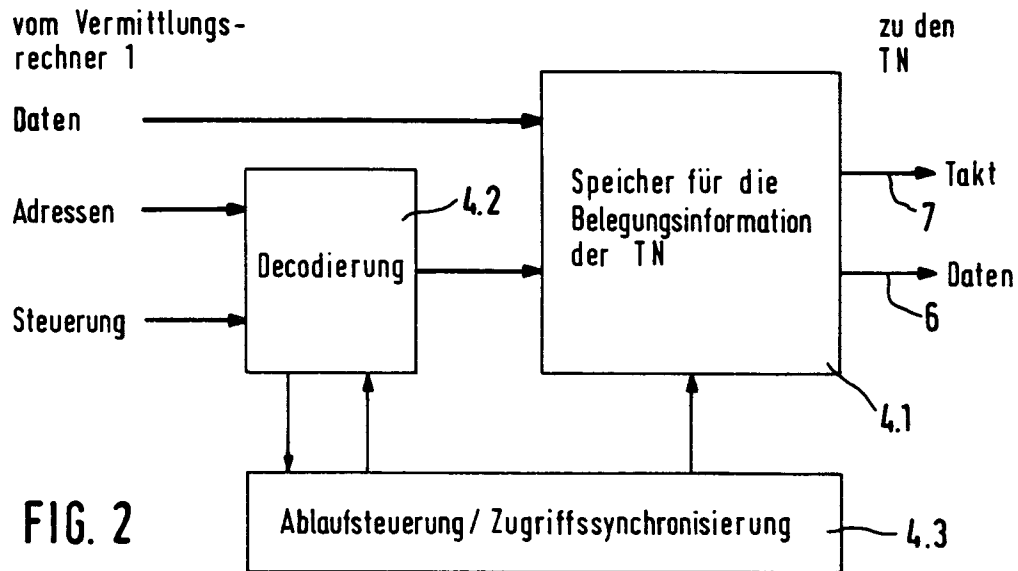 vom Vermittlungs-
rechner 1
zu den
TN
Daten
Adressen
Steuerung
4.2
Decodierung
Speicher für die
Belegungsinformation
der TN
Takt
7
Daten
6
4.1
FIG. 2
Ablaufsteuerung / Zugriffssynchronisierung
4.3